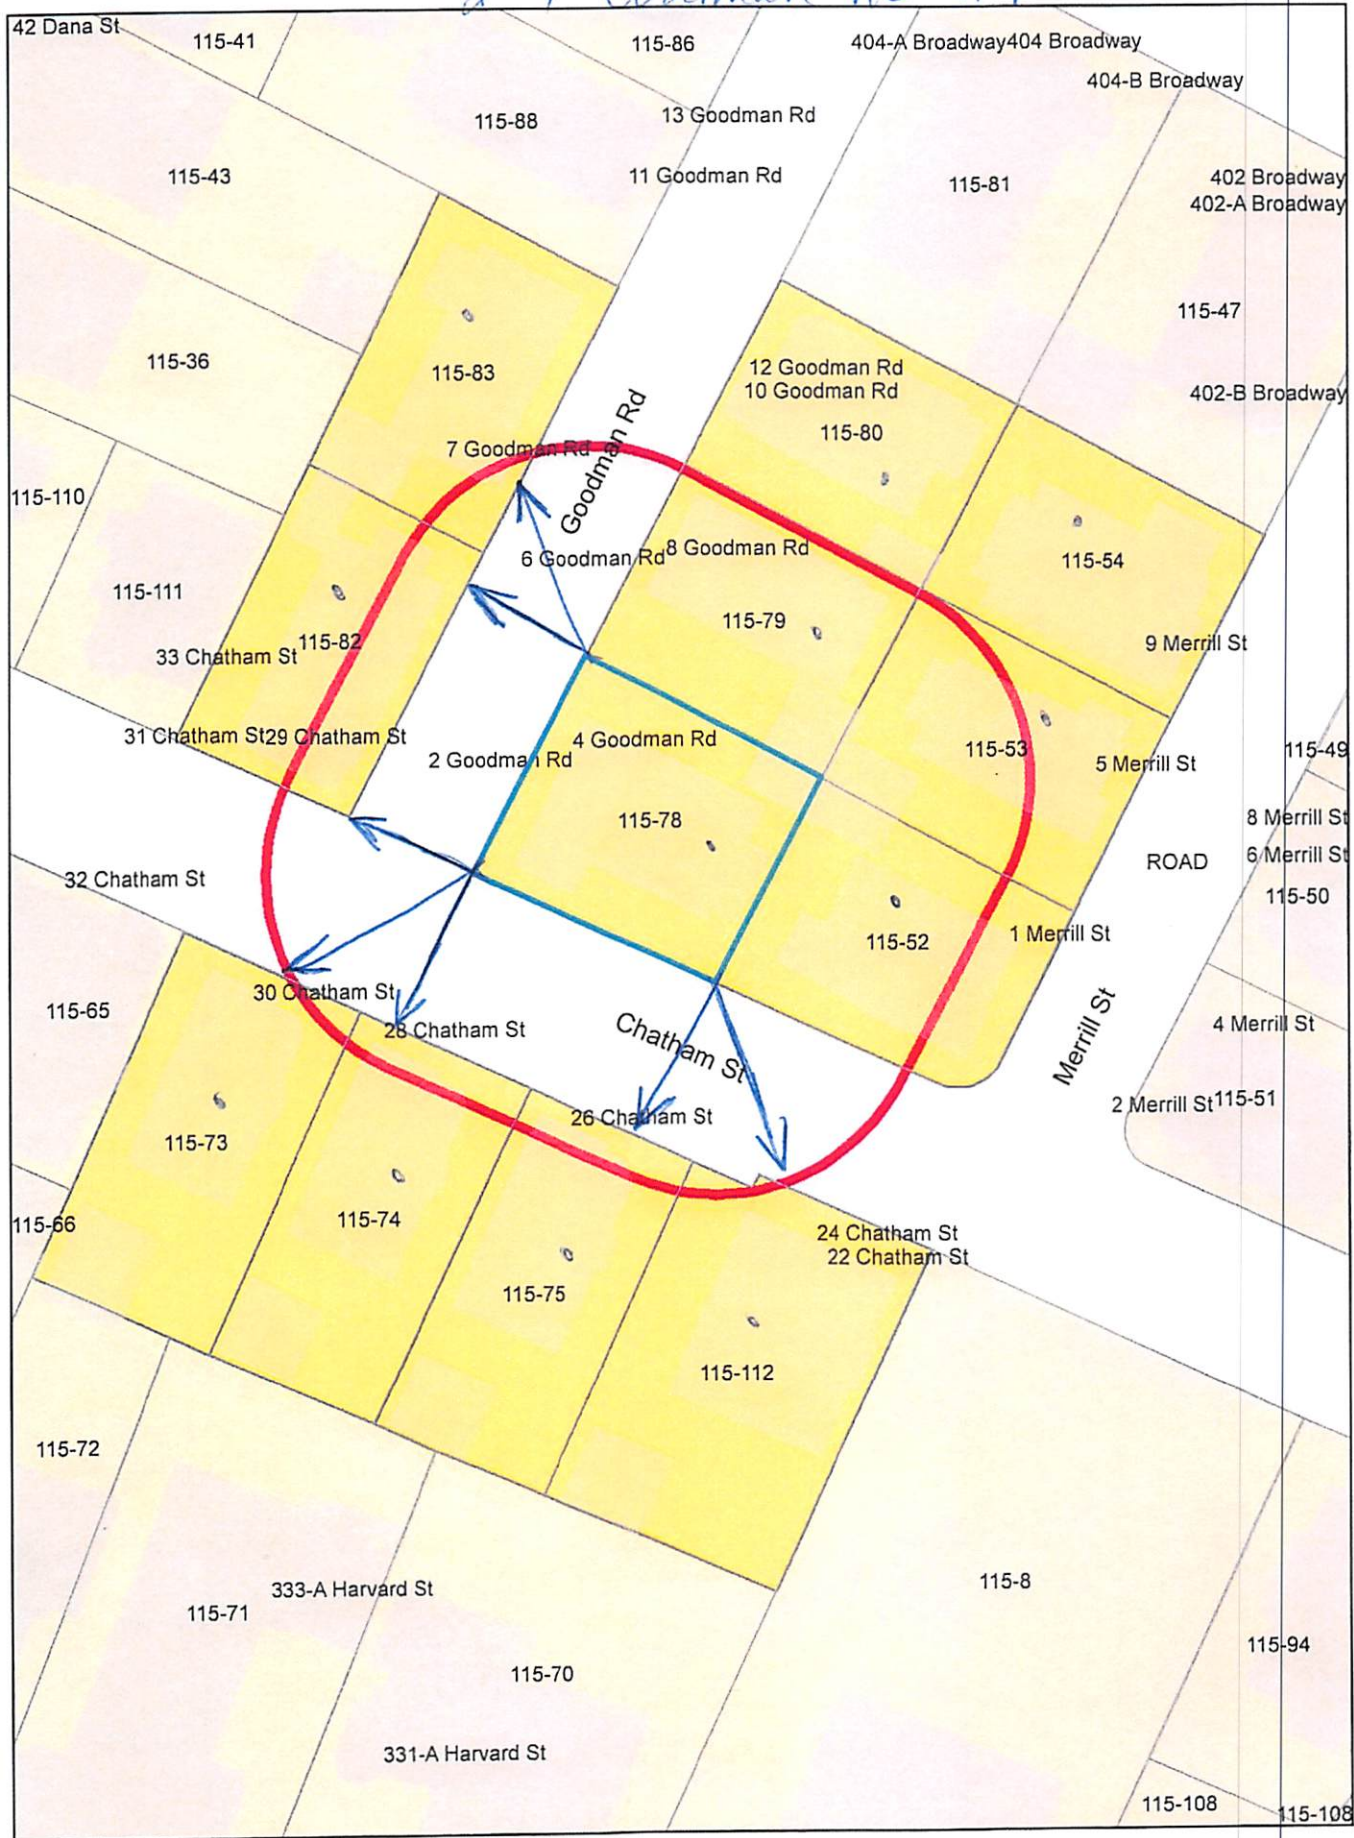 42 Dana St
115-41
115-86
404-A Broadway
404 Broadway
404-B Broadway
13 Goodman Rd
115-88
115-43
11 Goodman Rd
115-81
402 Broadway
402-A Broadway
115-47
115-36
115-83
12 Goodman Rd
10 Goodman Rd
402-B Broadway
115-80
7 Goodman Rd
Goodman Rd
115-110
6 Goodman Rd
8 Goodman Rd
115-54
115-111
115-79
115-82
33 Chatham St
9 Merrill St
31 Chatham St
29 Chatham St
4 Goodman Rd
2 Goodman Rd
115-53
5 Merrill St
115-49
115-78
8 Merrill St
ROAD
6 Merrill St
32 Chatham St
115-50
115-52
1 Merrill St
30 Chatham St
115-65
28 Chatham St
Chatham St
Merrill St
4 Merrill St
26 Chatham St
2 Merrill St
115-51
115-73
115-74
115-66
24 Chatham St
22 Chatham St
115-75
115-112
115-72
333-A Harvard St
115-71
115-8
115-94
115-70
331-A Harvard St
115-108
115-108